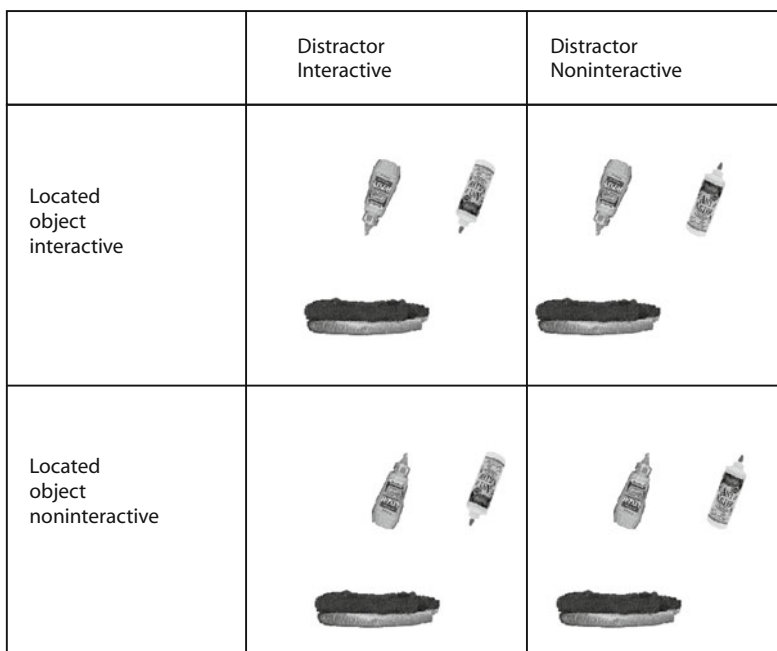 Distractor
Interactive
Distractor
Noninteractive
Located
object
interactive
Located
object
noninteractive